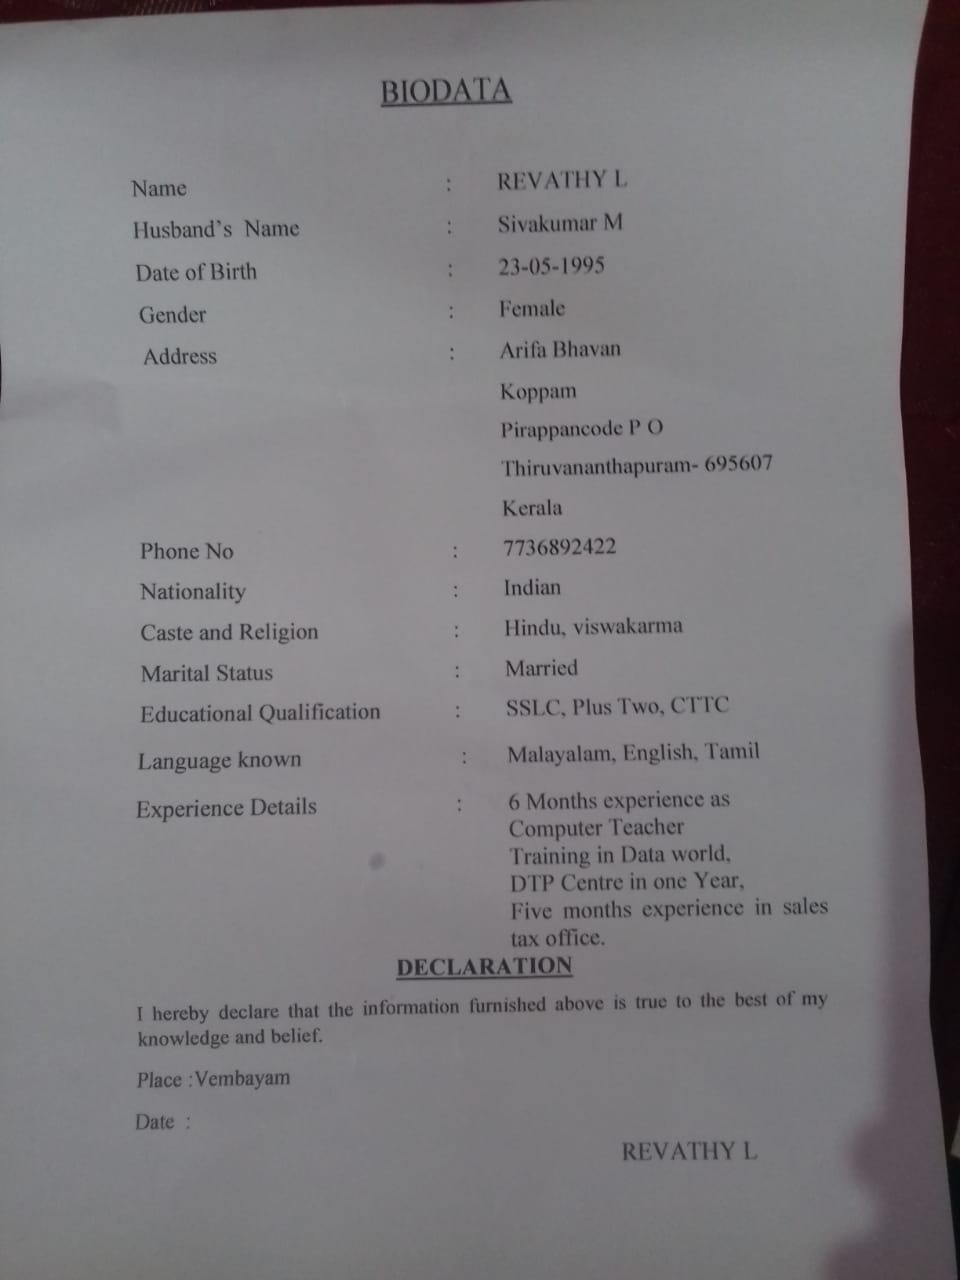 BIODATA
Name : REVATHY L
Husband's Name : Sivakumar M
Date of Birth : 23-05-1995
Gender : Female
Address : Arifa Bhavan
Koppam
Pirappancode P O
Thiruvananthapuram- 695607
Kerala
Phone No : 7736892422
Nationality : Indian
Caste and Religion : Hindu, viswakarma
Marital Status : Married
Educational Qualification : SSLC, Plus Two, CTTC
Language known : Malayalam, English, Tamil
Experience Details : 6 Months experience as
Computer Teacher
Training in Data world,
DTP Centre in one Year,
Five months experience in sales
tax office.
DECLARATION
I hereby declare that the information furnished above is true to the best of my
knowledge and belief.
Place :Vembayam
Date :
REVATHY L